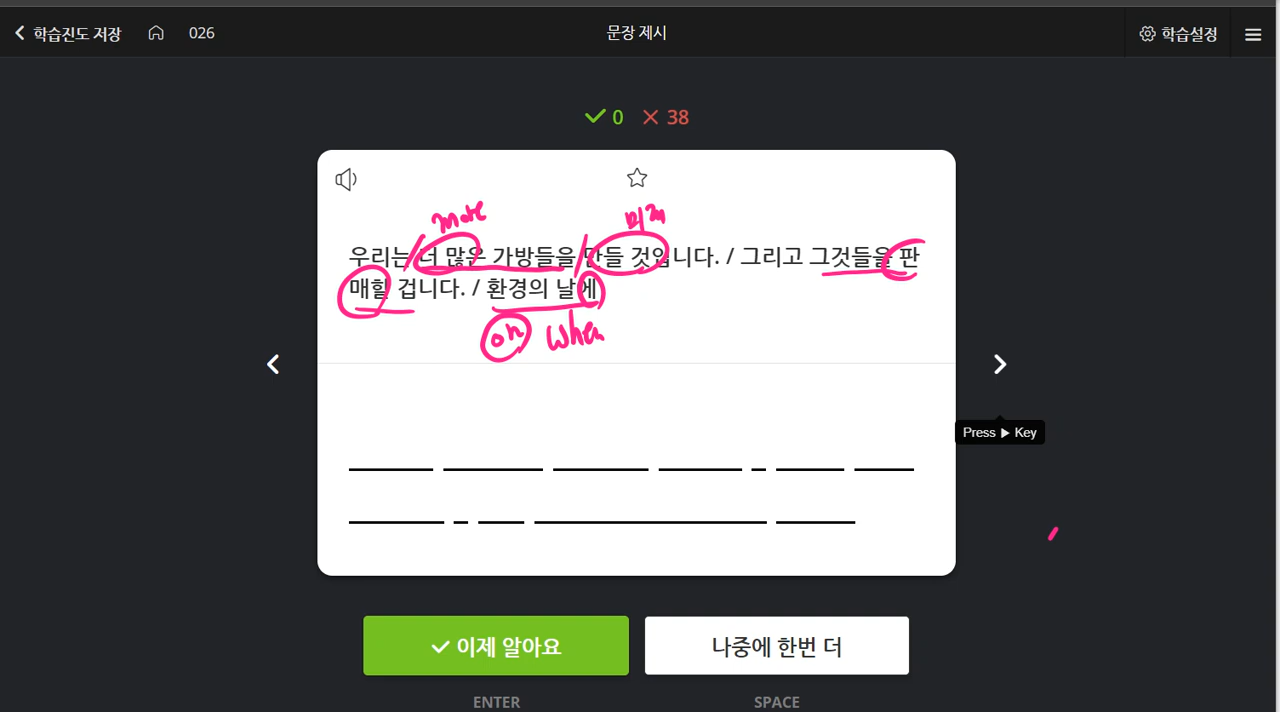 학습진도 저장 026 문장 제시 학습설정
0 38
more 미래
우리는 더 많은 가방들을 만들 것입니다. / 그리고 그것들을 판
매할 겁니다. / 환경의 날에
on when
Press ▶ Key
이제 알아요 나중에 한번 더
ENTER SPACE